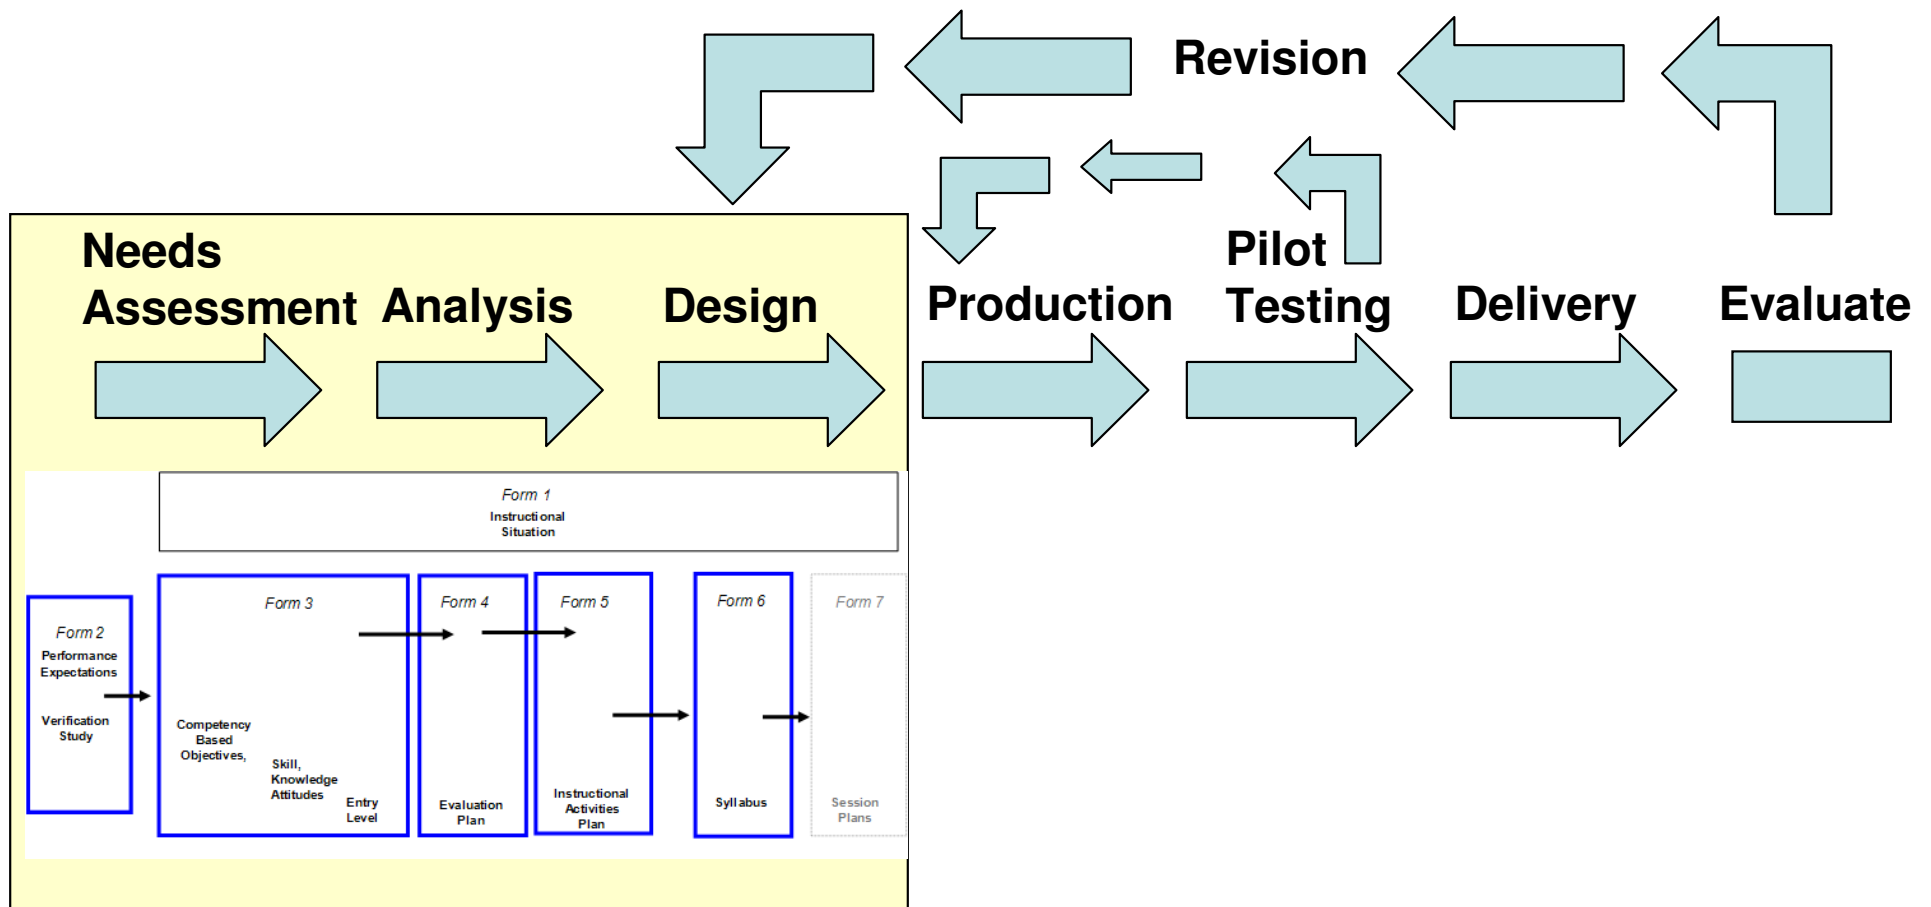 Revision
Needs
Assessment
Analysis
Design
Production
Pilot
Testing
Delivery
Evaluate
Form 1
Instructional
Situation
Form 2
Performance
Expectations
Verification
Study
Form 3
Competency
Based
Objectives,
Skill,
Knowledge
Attitudes
Entry
Level
Form 4
Evaluation
Plan
Form 5
Instructional
Activities
Plan
Form 6
Syllabus
Form 7
Session
Plans